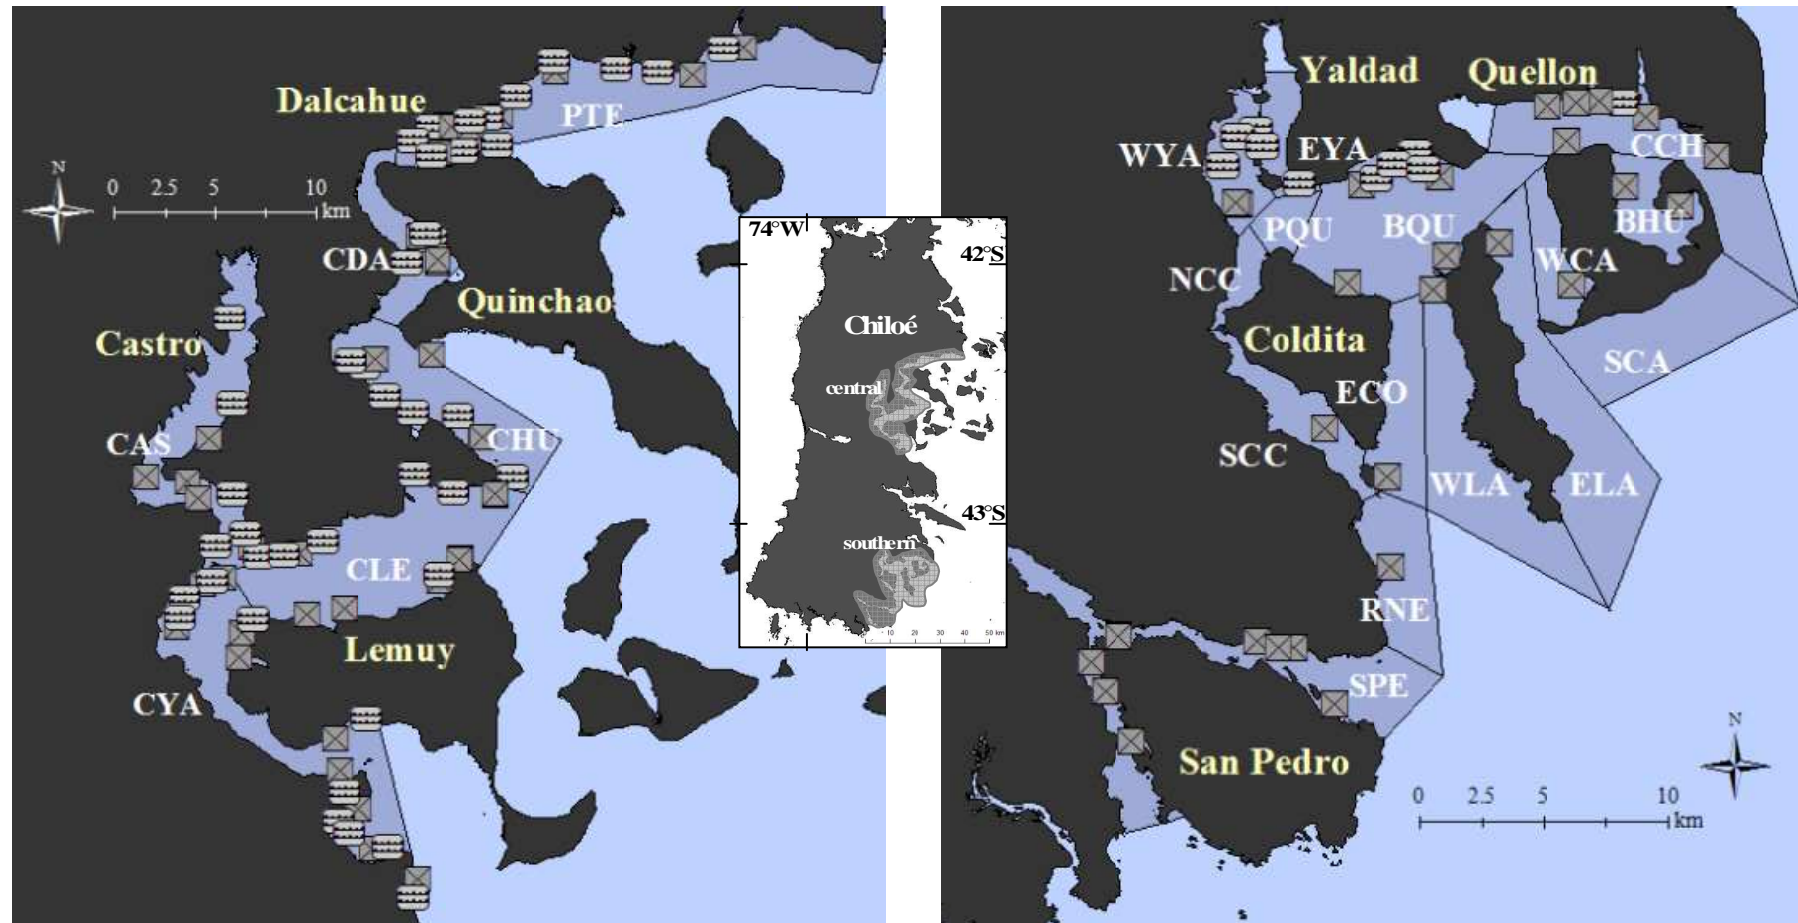 Dalcahue
PTE
N
0 2.5 5 10
km
CDA
Quinchao
Castro
CAS
CHU
CLE
Lemuy
CYA
74°W
42°S
Chiloé
central
43°S
southern
10 20 30 40 50 km
Yaldad
Quellon
WYA
EYA
CCH
PQU
BQU
BHU
NCC
WCA
Coldita
SCA
ECO
SCC
WLA
ELA
RNE
SPE
San Pedro
N
0 2.5 5 10
km